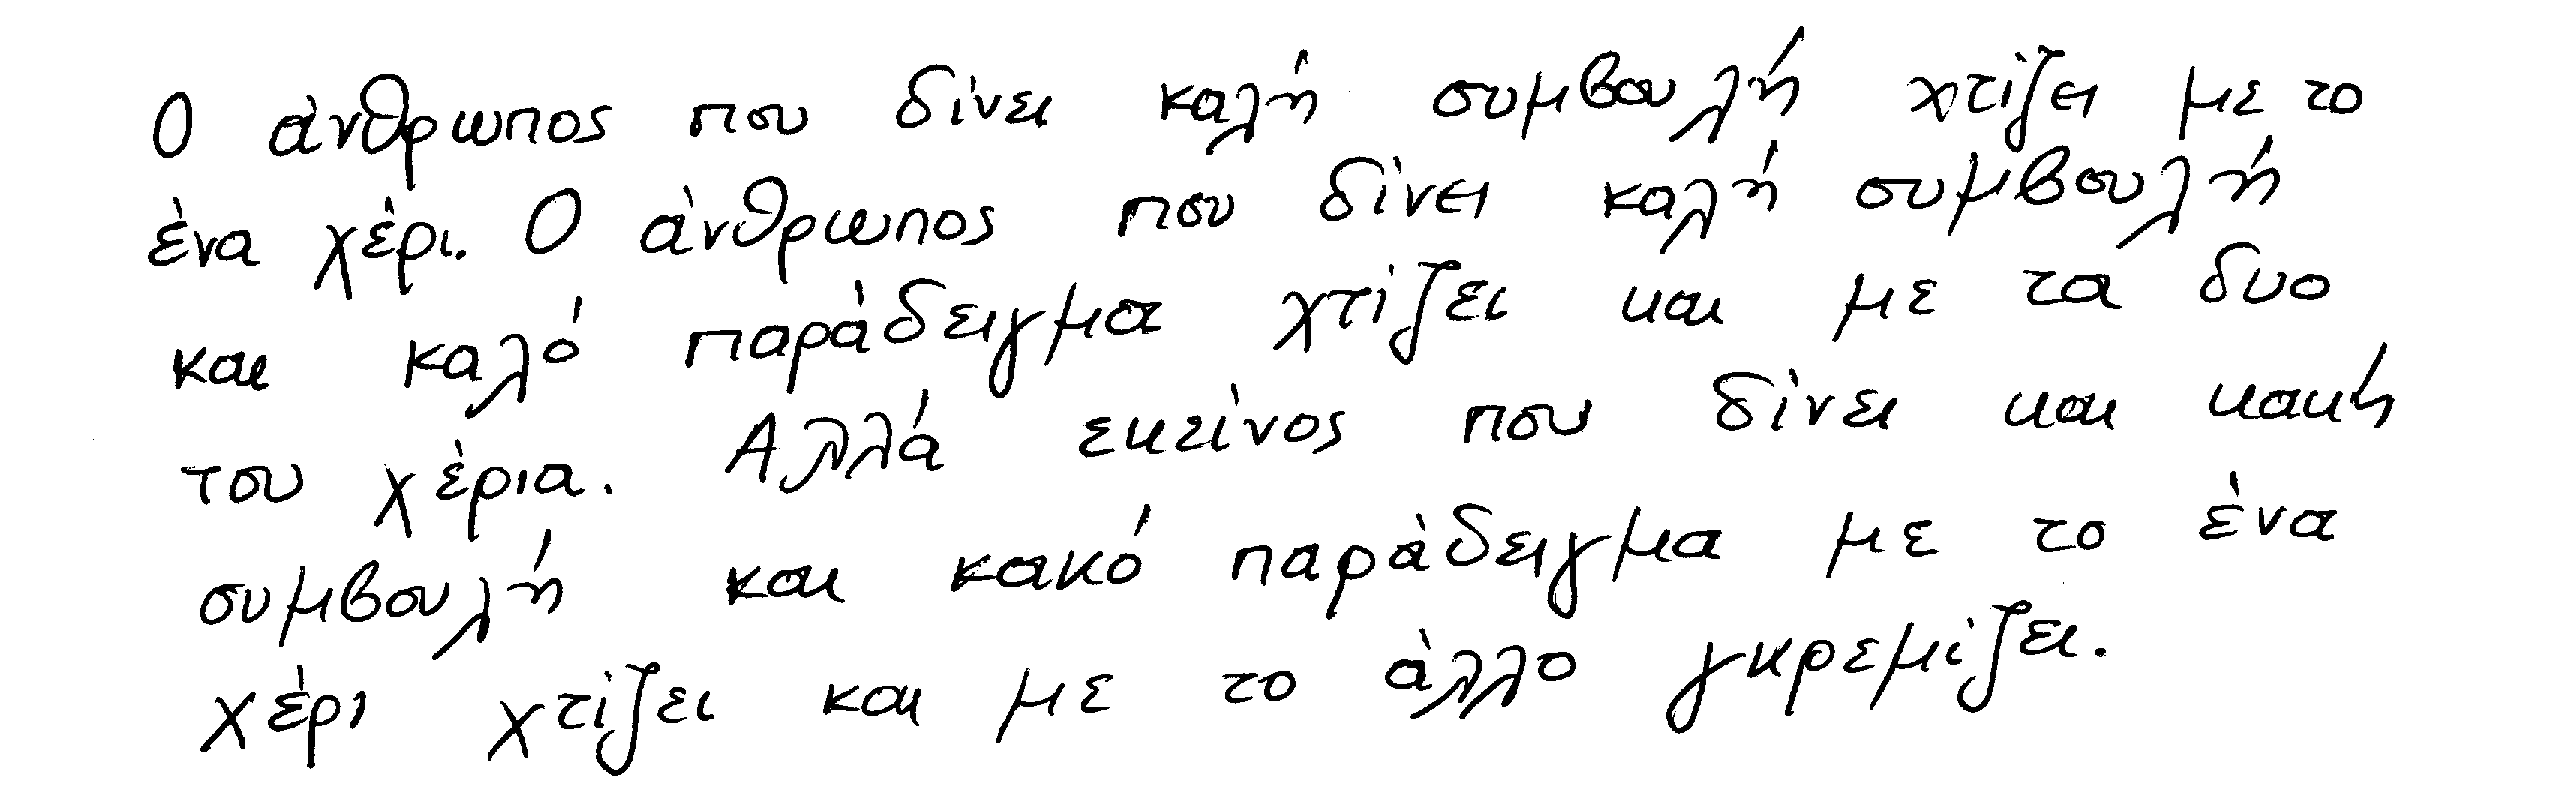 Ο άνθρωπος που δίνει καλή συμβουλή χτίζει με το
ένα χέρι. Ο άνθρωπος που δίνει καλή συμβουλή
και καλό παράδειγμα χτίζει και με τα δυο
του χέρια. Αλλά εκείνος που δίνει και κακή
συμβουλή και κακό παράδειγμα με το ένα
χέρι χτίζει και με το άλλο γκρεμίζει.